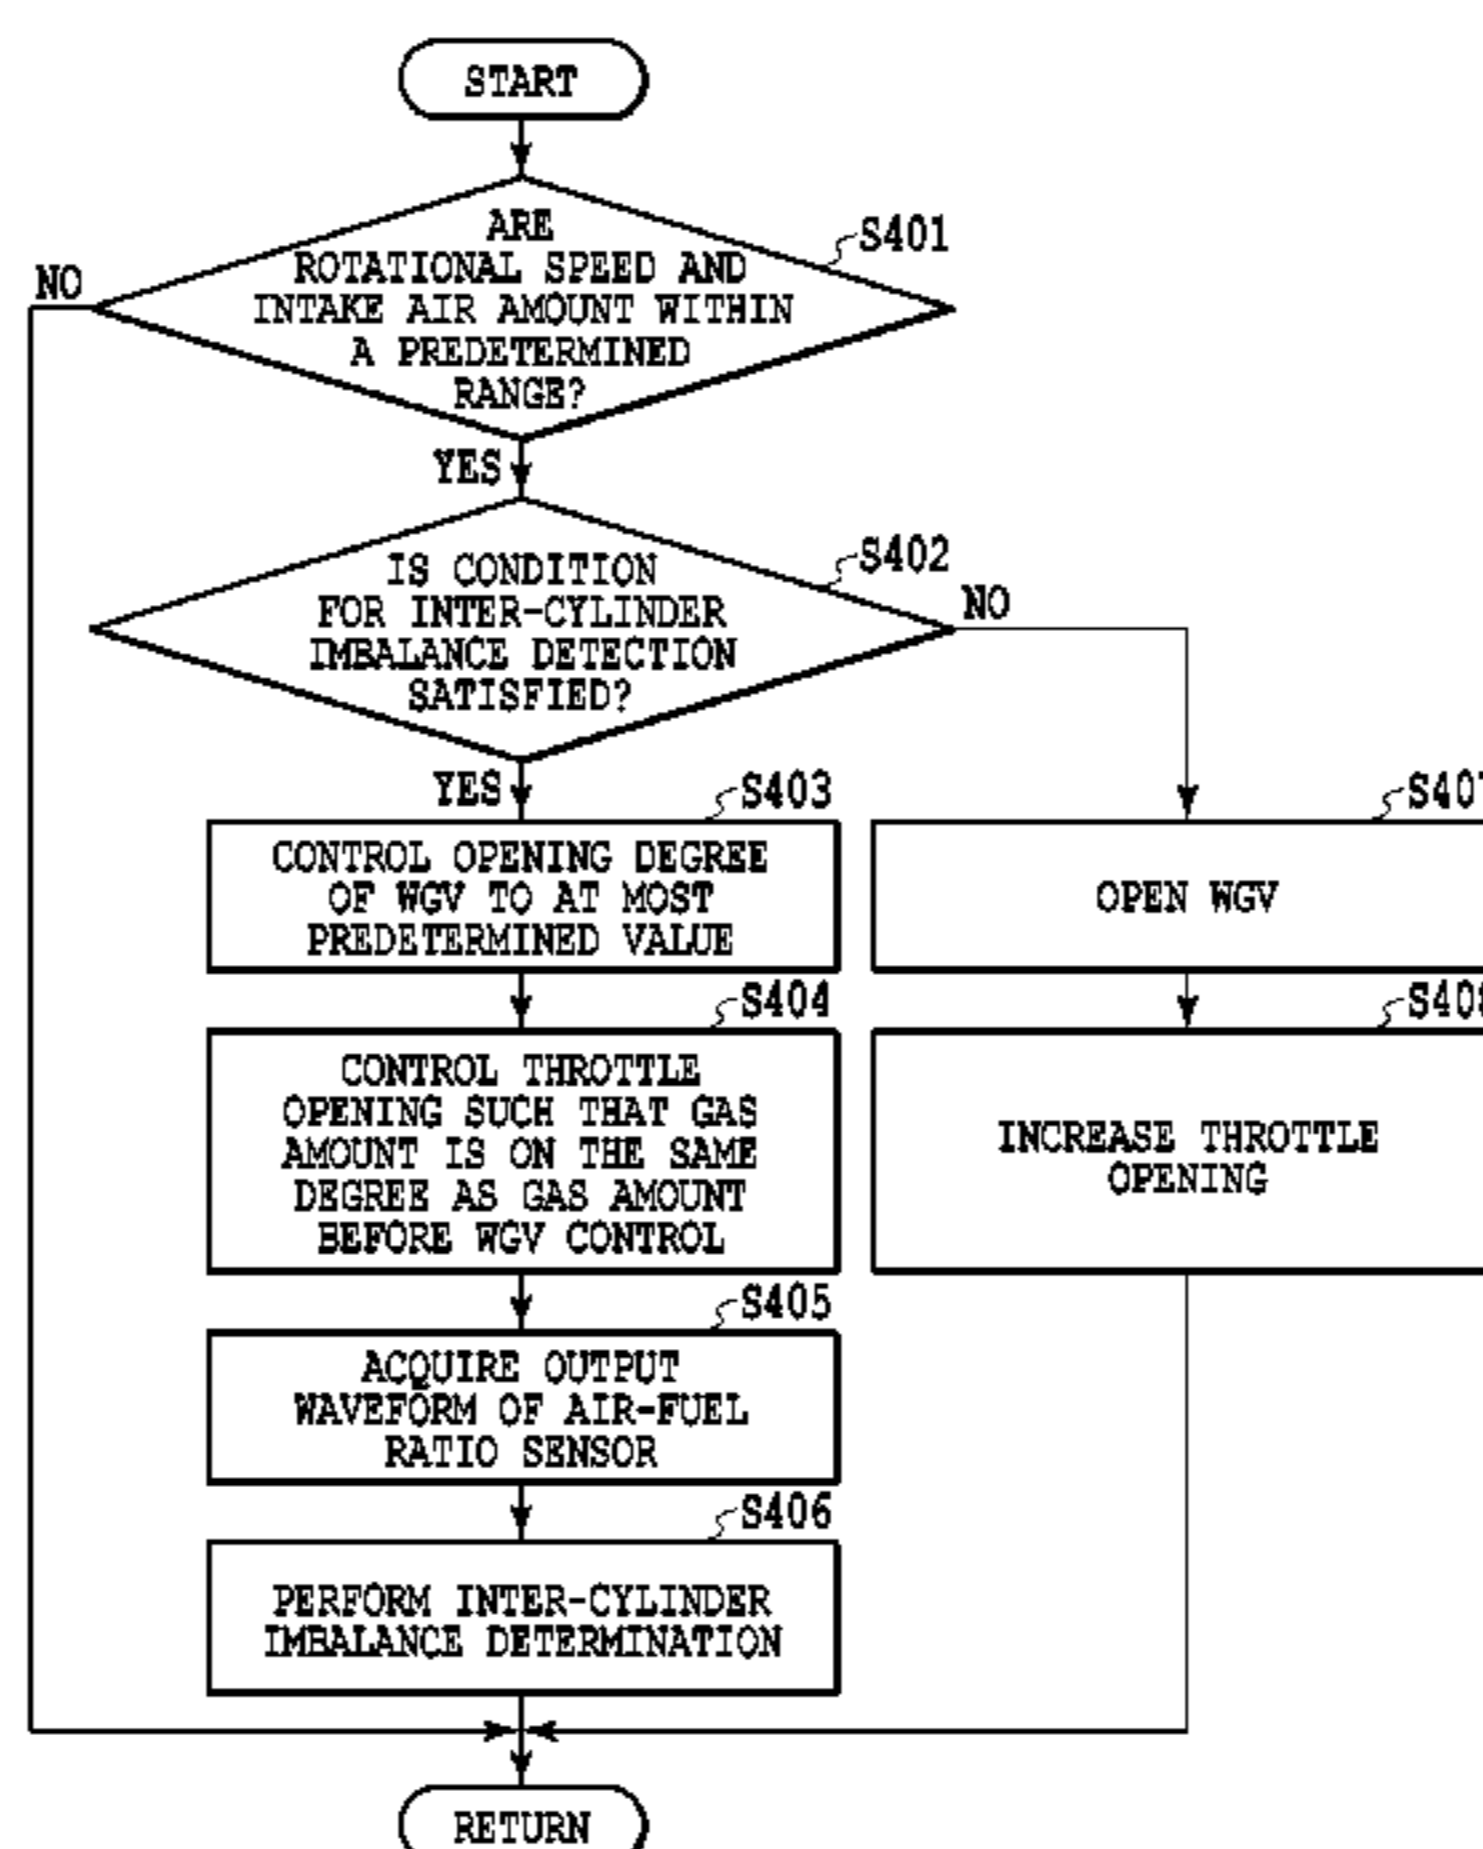 START
ARE
ROTATIONAL SPEED AND
INTAKE AIR AMOUNT WITHIN
A PREDETERMINED
RANGE?
S401
NO
YES
IS CONDITION
FOR INTER-CYLINDER
IMBALANCE DETECTION
SATISFIED?
S402
NO
YES
S403
CONTROL OPENING DEGREE
OF WGV TO AT MOST
PREDETERMINED VALUE
S407
OPEN WGV
S404
CONTROL THROTTLE
OPENING SUCH THAT GAS
AMOUNT IS ON THE SAME
DEGREE AS GAS AMOUNT
BEFORE WGV CONTROL
S408
INCREASE THROTTLE
OPENING
S405
ACQUIRE OUTPUT
WAVEFORM OF AIR-FUEL
RATIO SENSOR
S406
PERFORM INTER-CYLINDER
IMBALANCE DETERMINATION
RETURN